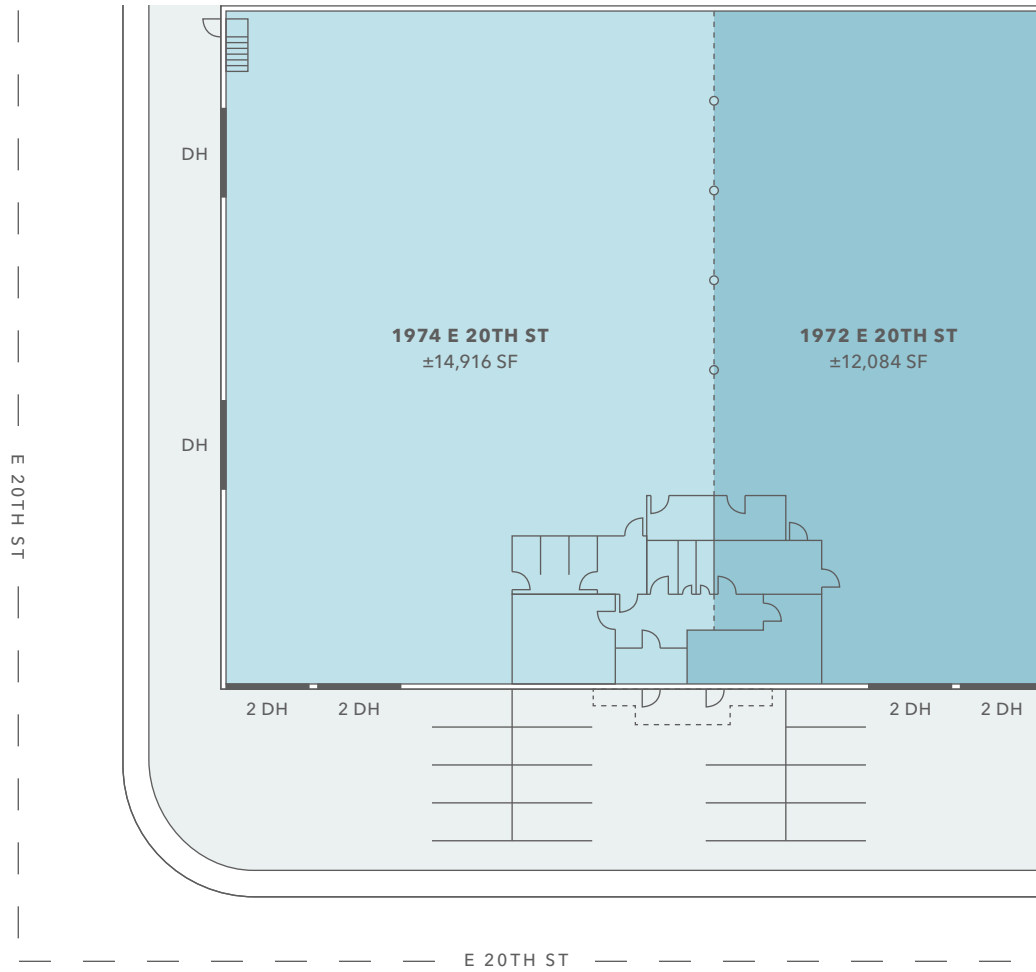 DH
1974 E 20TH ST
±14,916 SF
1972 E 20TH ST
±12,084 SF
DH
E 20TH ST
2 DH
2 DH
2 DH
2 DH
E 20TH ST